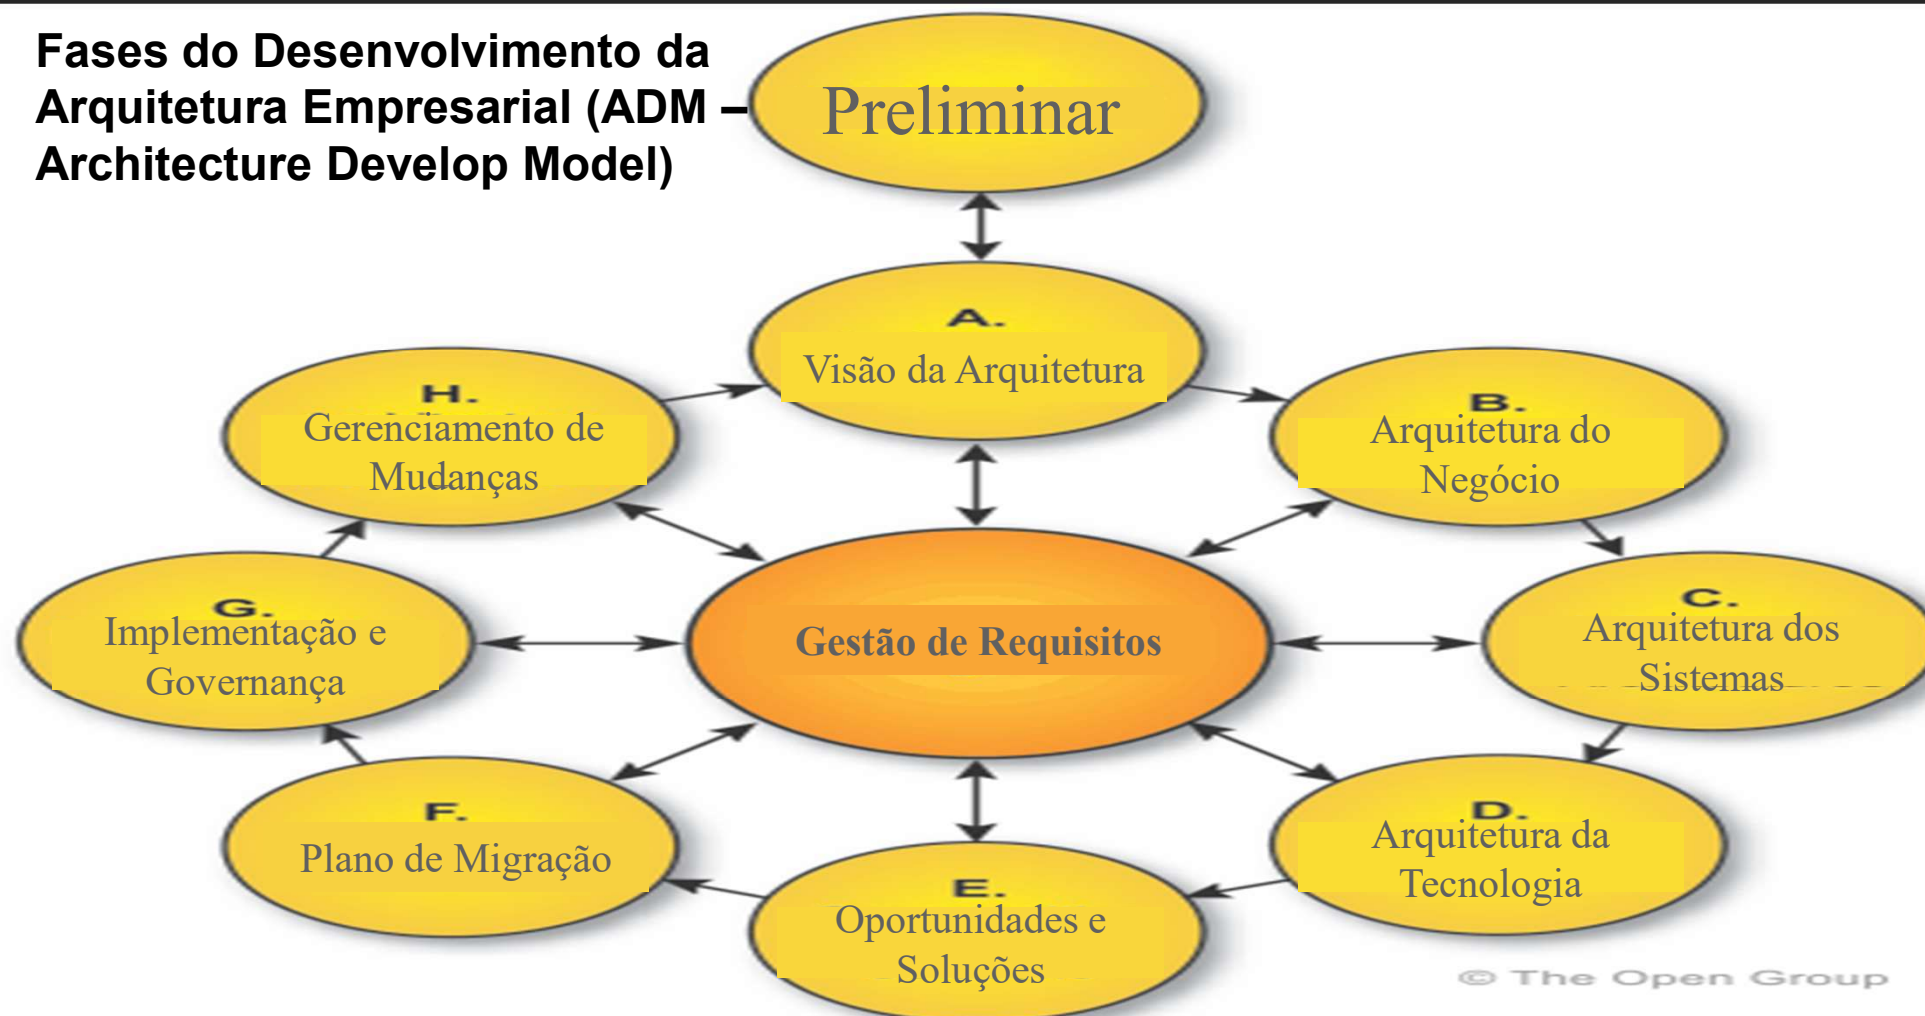 Fases do Desenvolvimento da
Arquitetura Empresarial (ADM –
Architecture Develop Model)
Preliminar
A.
Visão da Arquitetura
H.
Gerenciamento de
Mudanças
B.
Arquitetura do
Negócio
G.
Implementação e
Governança
Gestão de Requisitos
C.
Arquitetura dos
Sistemas
F.
Plano de Migração
D.
Arquitetura da
Tecnologia
E.
Oportunidades e
Soluções
© The Open Group